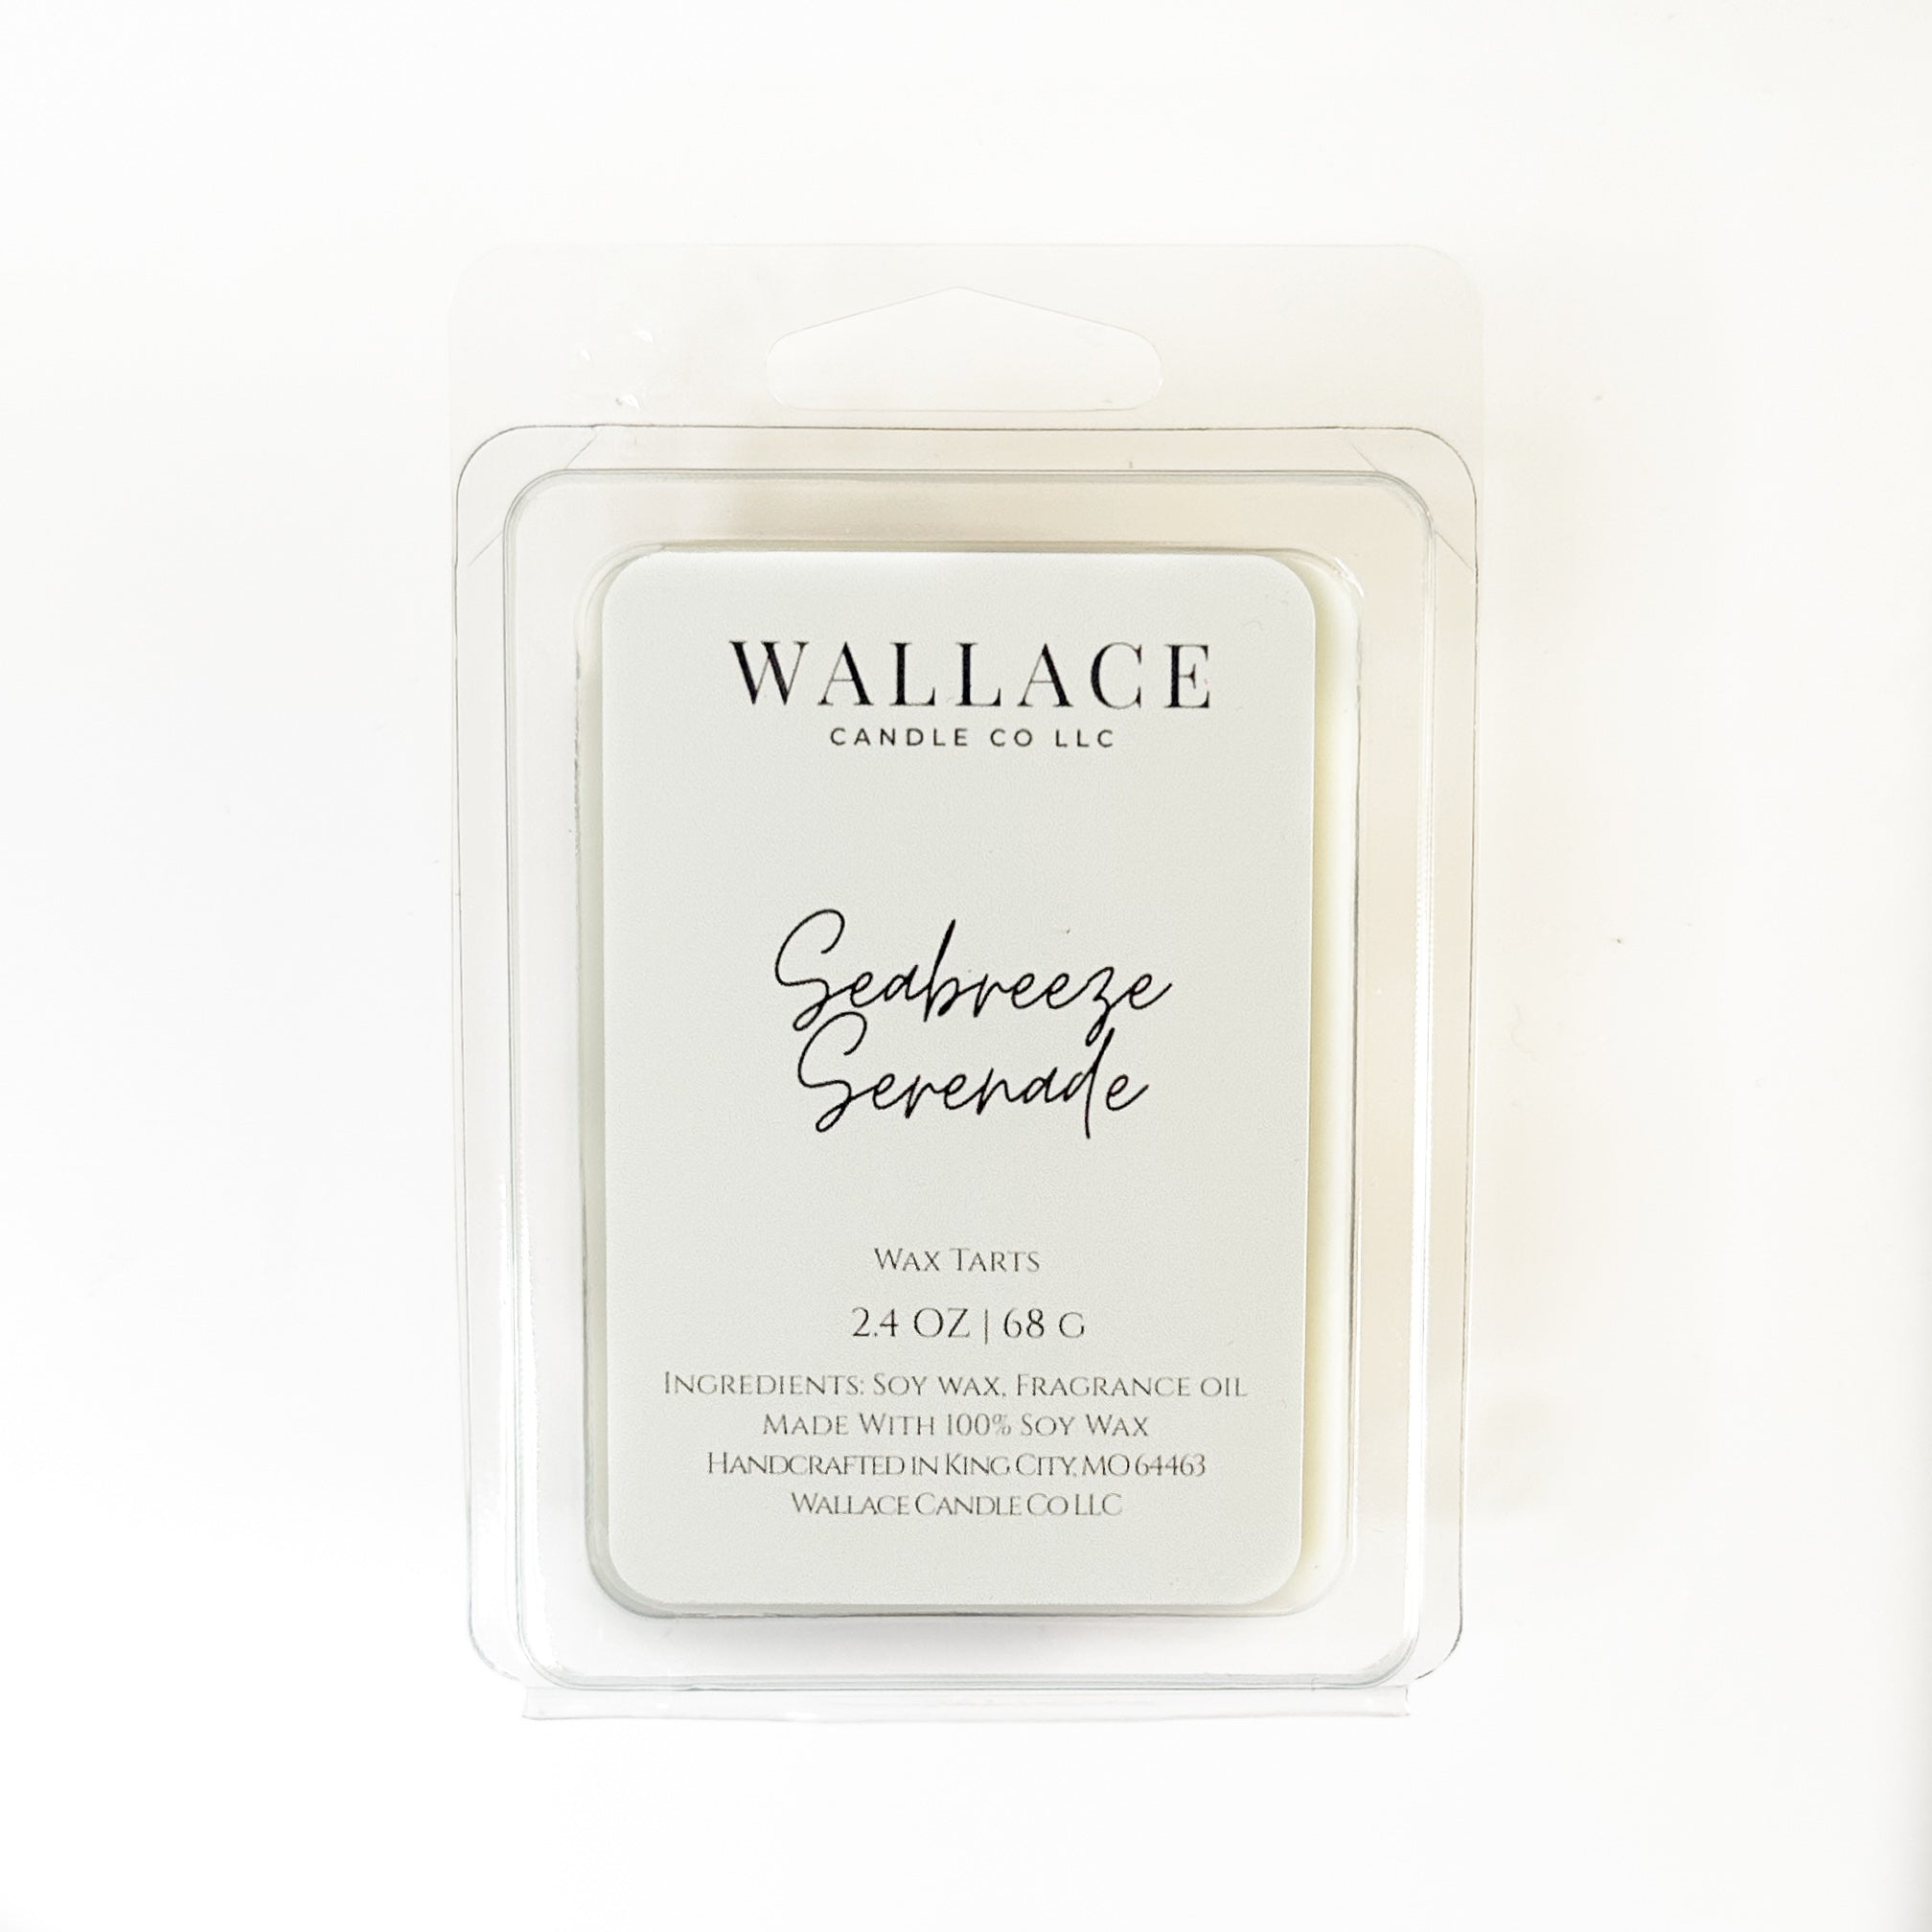 WALLACE
CANDLE CO LLC
Seabreeze
Serenade
Wax Tarts
2.4 OZ | 68 G
Ingredients: Soy wax, Fragrance oil
Made With 100% Soy Wax
Handcrafted in King City, MO 64463
Wallace Candle Co LLC